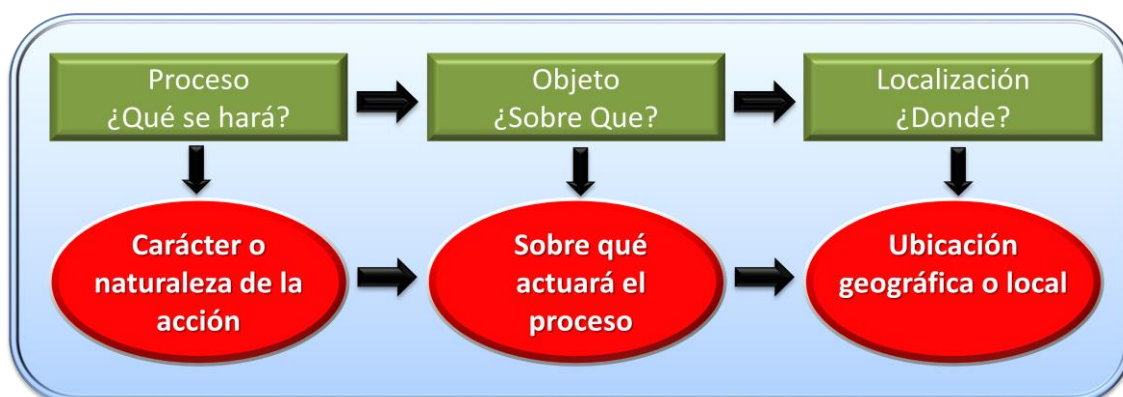 Proceso
¿Qué se hará?
Objeto
¿Sobre Que?
Localización
¿Donde?
Carácter o
naturaleza de la
acción
Sobre qué
actuará el
proceso
Ubicación
geográfica o local